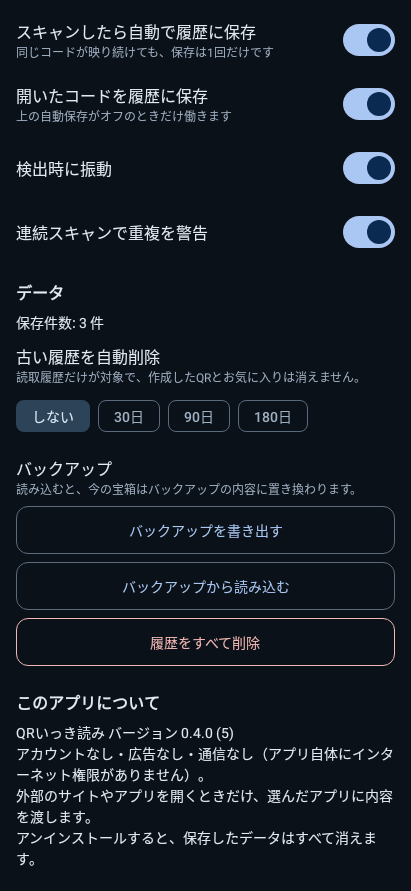 スキャンしたら自動で履歴に保存
同じコードが映り続けても、保存は1回だけです
開いたコードを履歴に保存
上の自動保存がオフのときだけ働きます
検出時に振動
連続スキャンで重複を警告
データ
保存件数: 3 件
古い履歴を自動削除
読取履歴だけが対象で、作成したQRとお気に入りは消えません。
しない 30日 90日 180日
バックアップ
読み込むと、今の宝箱はバックアップの内容に置き換わります。
バックアップを書き出す
バックアップから読み込む
履歴をすべて削除
このアプリについて
QRいっき読み バージョン 0.4.0 (5)
アカウントなし・広告なし・通信なし（アプリ自体にインタ
ーネット権限がありません）。
外部のサイトやアプリを開くときだけ、選んだアプリに内容
を渡します。
アンインストールすると、保存したデータはすべて消えま
す。